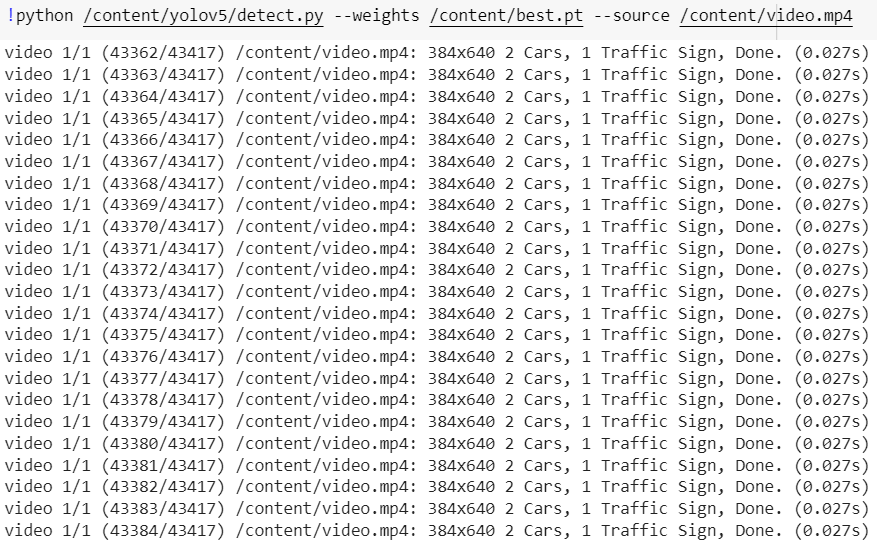 !python /content/yolov5/detect.py --weights /content/best.pt --source /content/video.mp4
video 1/1 (43362/43417) /content/video.mp4: 384x640 2 Cars, 1 Traffic Sign, Done. (0.027s)
video 1/1 (43363/43417) /content/video.mp4: 384x640 2 Cars, 1 Traffic Sign, Done. (0.027s)
video 1/1 (43364/43417) /content/video.mp4: 384x640 2 Cars, 1 Traffic Sign, Done. (0.027s)
video 1/1 (43365/43417) /content/video.mp4: 384x640 2 Cars, 1 Traffic Sign, Done. (0.027s)
video 1/1 (43366/43417) /content/video.mp4: 384x640 2 Cars, 1 Traffic Sign, Done. (0.027s)
video 1/1 (43367/43417) /content/video.mp4: 384x640 2 Cars, 1 Traffic Sign, Done. (0.027s)
video 1/1 (43368/43417) /content/video.mp4: 384x640 2 Cars, 1 Traffic Sign, Done. (0.027s)
video 1/1 (43369/43417) /content/video.mp4: 384x640 2 Cars, 1 Traffic Sign, Done. (0.027s)
video 1/1 (43370/43417) /content/video.mp4: 384x640 2 Cars, 1 Traffic Sign, Done. (0.027s)
video 1/1 (43371/43417) /content/video.mp4: 384x640 2 Cars, 1 Traffic Sign, Done. (0.027s)
video 1/1 (43372/43417) /content/video.mp4: 384x640 2 Cars, 1 Traffic Sign, Done. (0.027s)
video 1/1 (43373/43417) /content/video.mp4: 384x640 2 Cars, 1 Traffic Sign, Done. (0.027s)
video 1/1 (43374/43417) /content/video.mp4: 384x640 2 Cars, 1 Traffic Sign, Done. (0.027s)
video 1/1 (43375/43417) /content/video.mp4: 384x640 2 Cars, 1 Traffic Sign, Done. (0.027s)
video 1/1 (43376/43417) /content/video.mp4: 384x640 2 Cars, 1 Traffic Sign, Done. (0.027s)
video 1/1 (43377/43417) /content/video.mp4: 384x640 2 Cars, 1 Traffic Sign, Done. (0.027s)
video 1/1 (43378/43417) /content/video.mp4: 384x640 2 Cars, 1 Traffic Sign, Done. (0.027s)
video 1/1 (43379/43417) /content/video.mp4: 384x640 2 Cars, 1 Traffic Sign, Done. (0.027s)
video 1/1 (43380/43417) /content/video.mp4: 384x640 2 Cars, 1 Traffic Sign, Done. (0.027s)
video 1/1 (43381/43417) /content/video.mp4: 384x640 2 Cars, 1 Traffic Sign, Done. (0.027s)
video 1/1 (43382/43417) /content/video.mp4: 384x640 2 Cars, 1 Traffic Sign, Done. (0.027s)
video 1/1 (43383/43417) /content/video.mp4: 384x640 2 Cars, 1 Traffic Sign, Done. (0.027s)
video 1/1 (43384/43417) /content/video.mp4: 384x640 2 Cars, 1 Traffic Sign, Done. (0.027s)